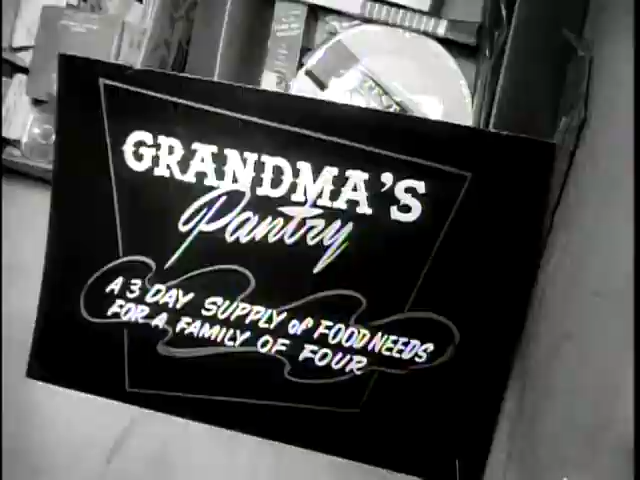 GRANDMA'S
Pantry
A 3 DAY SUPPLY of FOOD NEEDS
FOR A FAMILY OF FOUR